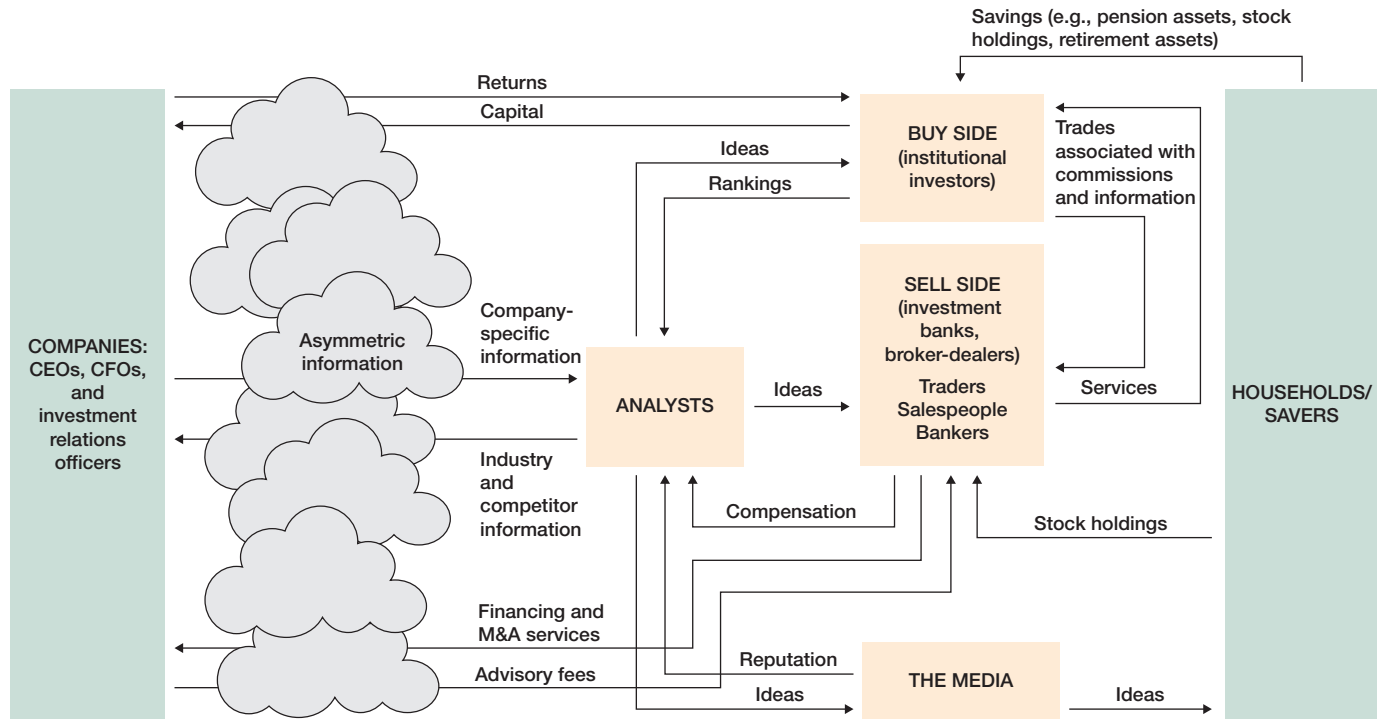 Savings (e.g., pension assets, stock
holdings, retirement assets)
Returns
Capital
BUY SIDE
(institutional
investors)
Trades
associated with
commissions
and information
Ideas
Rankings
SELL SIDE
(investment
banks,
broker-dealers)
Traders
Salespeople
Bankers
Company-
specific
information
Asymmetric
information
COMPANIES:
CEOs, CFOs,
and
investment
relations
officers
ANALYSTS
Ideas
Services
HOUSEHOLDS/
SAVERS
Industry
and
competitor
information
Compensation
Stock holdings
Financing and
M&A services
Advisory fees
Reputation
Ideas
THE MEDIA
Ideas